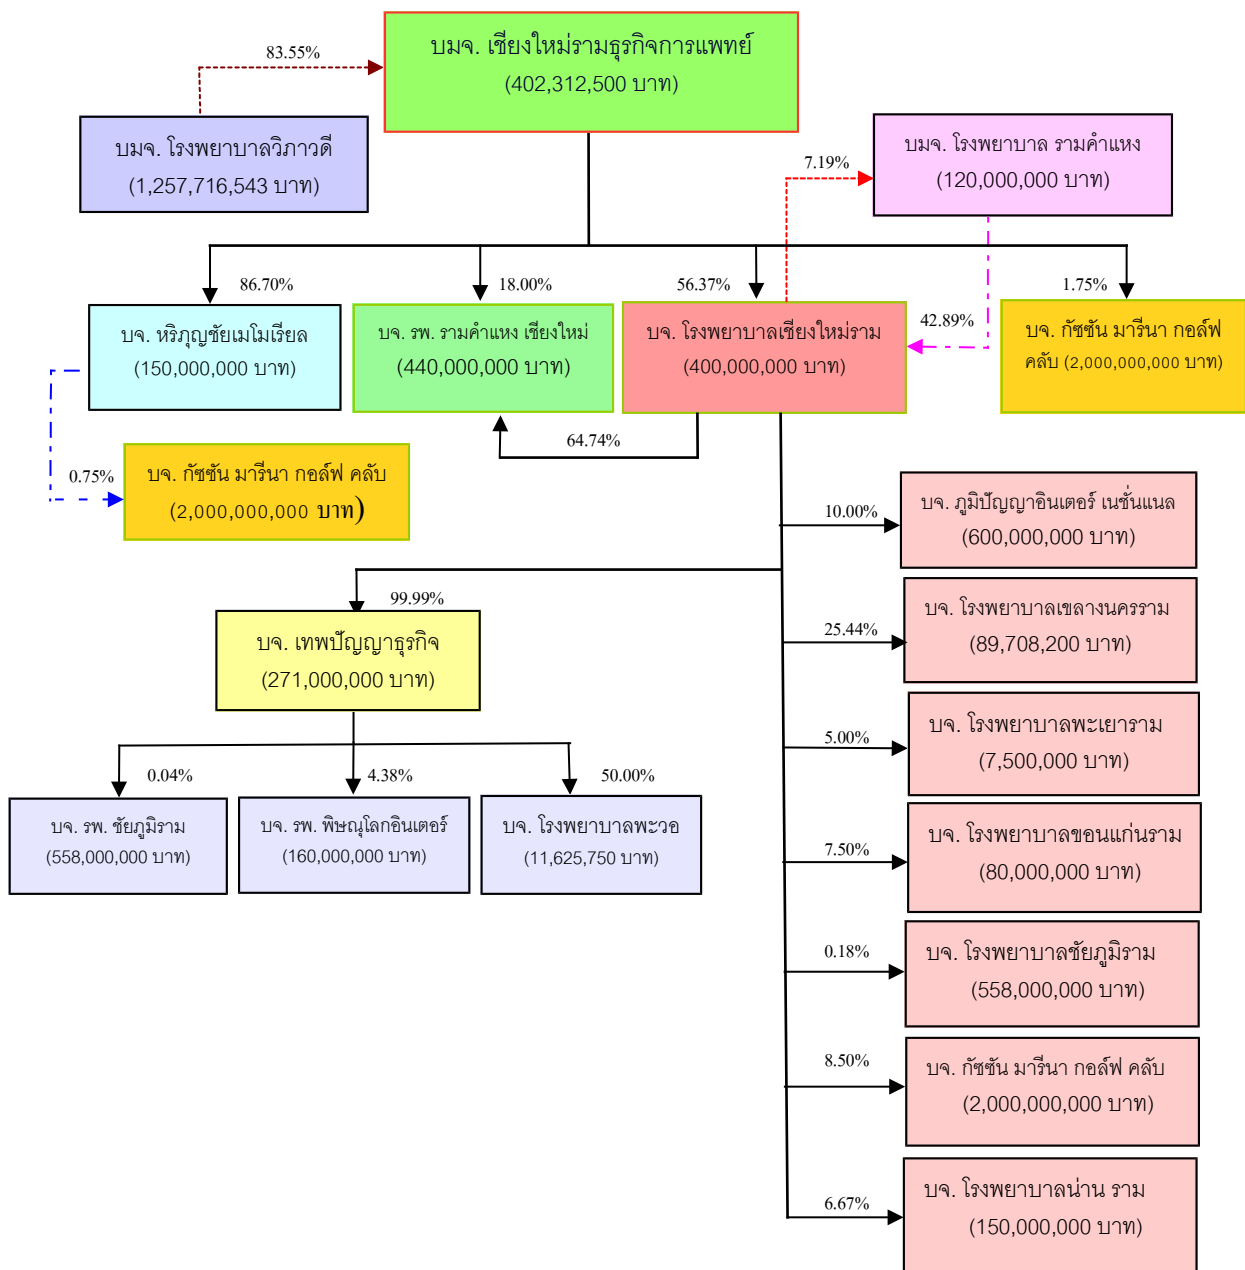 บมจ. เชียงใหม่รามธุรกิจการแพทย์
(402,312,500 บาท)
83.55%
บมจ. โรงพยาบาลวิภาวดี
(1,257,716,543 บาท)
บมจ. โรงพยาบาล รามคำแหง
(120,000,000 บาท)
7.19%
86.70%
18.00%
56.37%
1.75%
42.89%
บจ. หริภุญชัยเมโมเรียล
(150,000,000 บาท)
บจ. รพ. รามคำแหง เชียงใหม่
(440,000,000 บาท)
บจ. โรงพยาบาลเชียงใหม่ราม
(400,000,000 บาท)
บจ. กัซซัน มารีนา กอล์ฟ
คลับ (2,000,000,000 บาท)
64.74%
0.75%
บจ. กัซซัน มารีนา กอล์ฟ คลับ
(2,000,000,000 บาท)
10.00%
บจ. ภูมิปัญญาอินเตอร์ เนชั่นแนล
(600,000,000 บาท)
99.99%
บจ. เทพปัญญาธุรกิจ
(271,000,000 บาท)
25.44%
บจ. โรงพยาบาลเขลางนครราม
(89,708,200 บาท)
5.00%
บจ. โรงพยาบาลพะเยาราม
(7,500,000 บาท)
0.04%
4.38%
50.00%
บจ. รพ. ชัยภูมิราม
(558,000,000 บาท)
บจ. รพ. พิษณุโลกอินเตอร์
(160,000,000 บาท)
บจ. โรงพยาบาลพะวอ
(11,625,750 บาท)
7.50%
บจ. โรงพยาบาลขอนแก่นราม
(80,000,000 บาท)
0.18%
บจ. โรงพยาบาลชัยภูมิราม
(558,000,000 บาท)
8.50%
บจ. กัซซัน มารีนา กอล์ฟ คลับ
(2,000,000,000 บาท)
6.67%
บจ. โรงพยาบาลน่าน ราม
(150,000,000 บาท)